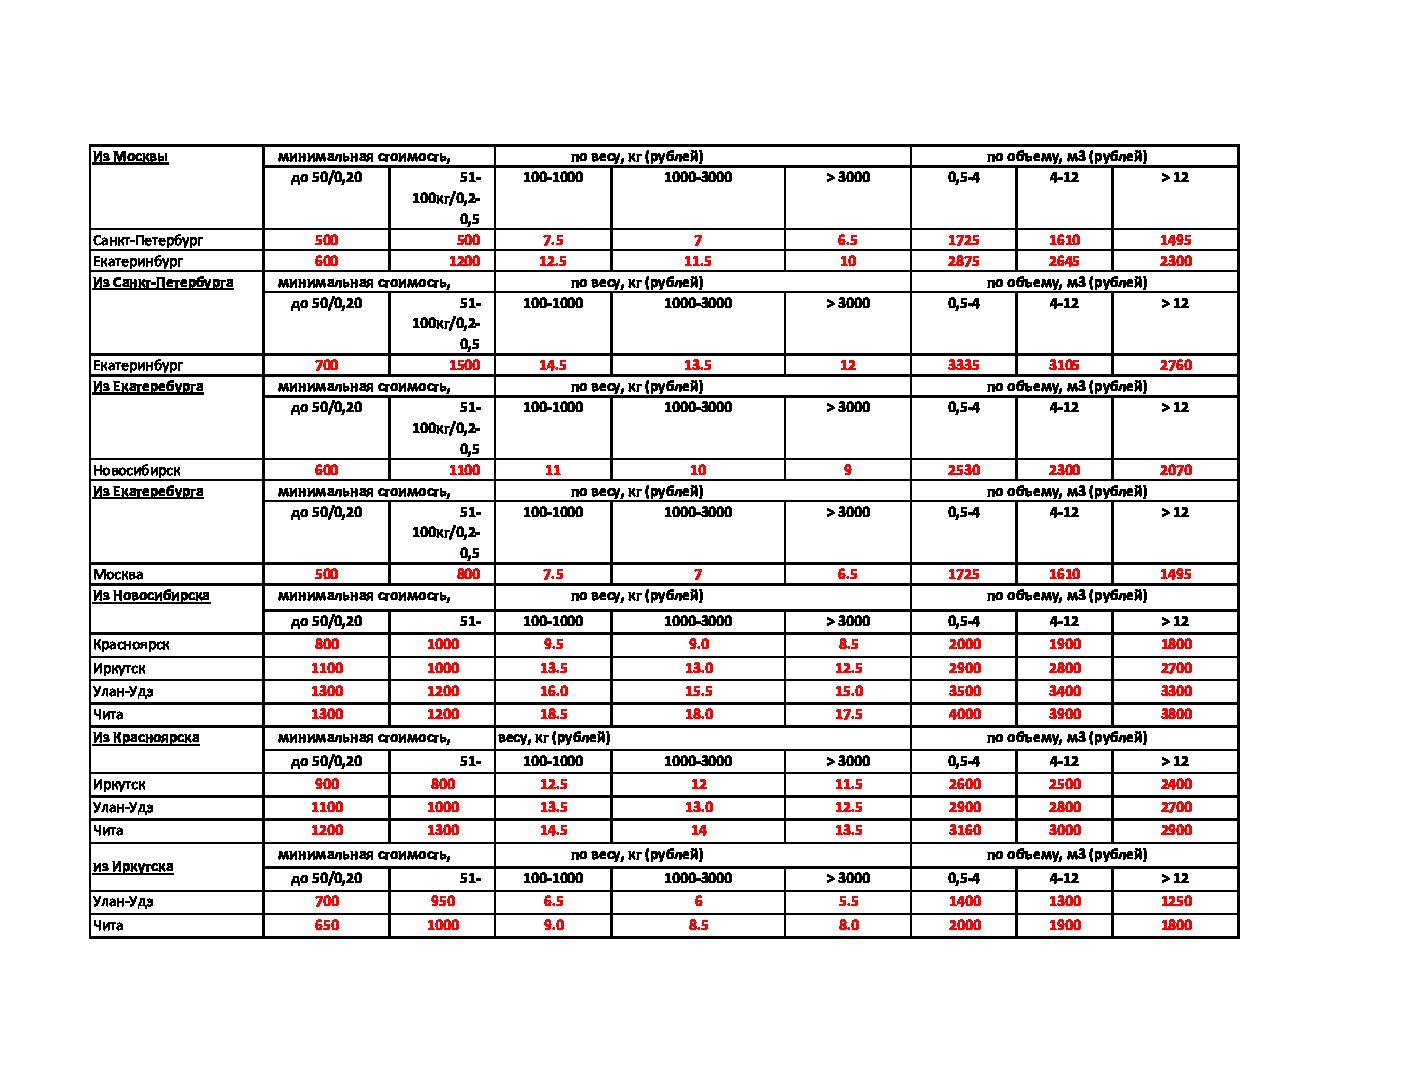 Из Москвы минимальная стоимость, по весу, кг (рублей) по объему, м3 (рублей)
до 50/0,20 51- 100-1000 1000-3000 > 3000 0,5-4 4-12 > 12
100кг/0,2-
0,5
Санкт-Петербург 500 500 7.5 7 6.5 1725 1610 1495
Екатеринбург 600 1200 12.5 11.5 10 2875 2645 2300
Из Санкт-Петербурга минимальная стоимость, по весу, кг (рублей) по объему, м3 (рублей)
до 50/0,20 51- 100-1000 1000-3000 > 3000 0,5-4 4-12 > 12
100кг/0,2-
0,5
Екатеринбург 700 1500 14.5 13.5 12 3335 3105 2760
Из Екатеребурга минимальная стоимость, по весу, кг (рублей) по объему, м3 (рублей)
до 50/0,20 51- 100-1000 1000-3000 > 3000 0,5-4 4-12 > 12
100кг/0,2-
0,5
Новосибирск 600 1100 11 10 9 2530 2300 2070
Из Екатеребурга минимальная стоимость, по весу, кг (рублей) по объему, м3 (рублей)
до 50/0,20 51- 100-1000 1000-3000 > 3000 0,5-4 4-12 > 12
100кг/0,2-
0,5
Москва 500 800 7.5 7 6.5 1725 1610 1495
Из Новосибирска минимальная стоимость, по весу, кг (рублей) по объему, м3 (рублей)
до 50/0,20 51- 100-1000 1000-3000 > 3000 0,5-4 4-12 > 12
Красноярск 800 1000 9.5 9.0 8.5 2000 1900 1800
Иркутск 1100 1000 13.5 13.0 12.5 2900 2800 2700
Улан-Удэ 1300 1200 16.0 15.5 15.0 3500 3400 3300
Чита 1300 1200 18.5 18.0 17.5 4000 3900 3800
Из Красноярска минимальная стоимость, весу, кг (рублей) по объему, м3 (рублей)
до 50/0,20 51- 100-1000 1000-3000 > 3000 0,5-4 4-12 > 12
Иркутск 900 800 12.5 12 11.5 2600 2500 2400
Улан-Удэ 1100 1000 13.5 13.0 12.5 2900 2800 2700
Чита 1200 1300 14.5 14 13.5 3160 3000 2900
из Иркутска минимальная стоимость, по весу, кг (рублей) по объему, м3 (рублей)
до 50/0,20 51- 100-1000 1000-3000 > 3000 0,5-4 4-12 > 12
Улан-Удэ 700 950 6.5 6 5.5 1400 1300 1250
Чита 650 1000 9.0 8.5 8.0 2000 1900 1800